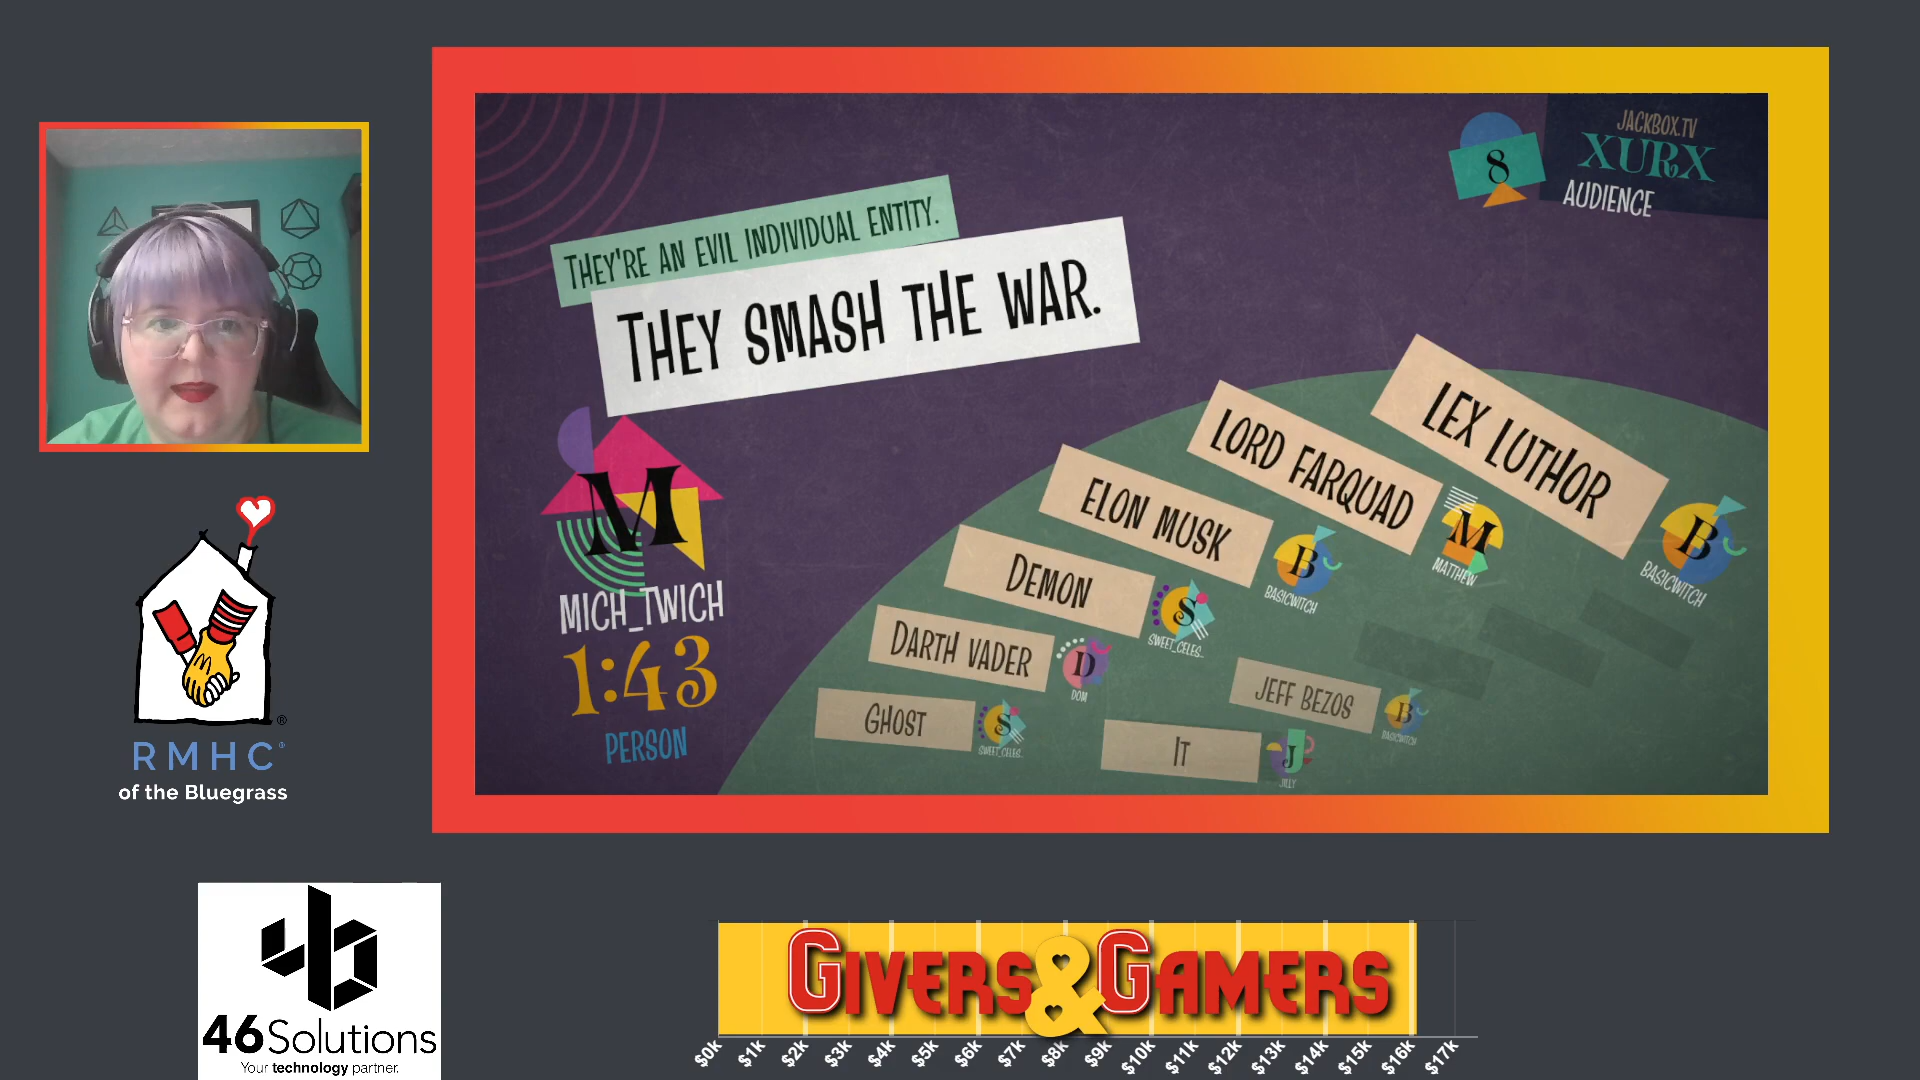 JACKBOX.TV
XURX
8
AUDIENCE
THEY'RE AN EVIL INDIVIDUAL ENTITY.
THEY SMASH THE WAR.
LEX LUTHOR
B
BASICWITCH
LORD FARQUAD
M
MATTHEW
ELON MUSK
B
BASICWITCH
DEMON
S
SWEET_CELES...
DARTH VADER
D
DOM
GHOST
S
SWEET_CELES...
JEFF BEZOS
B
BASICWITCH
IT
J
JILLY
M
MICH_TWICH
1:43
PERSON
RMHC®
of the Bluegrass
46Solutions
Your technology partner.
GIVERS&GAMERS
$0k $1k $2k $3k $4k $5k $6k $7k $8k $9k $10k $11k $12k $13k $14k $15k $16k $17k